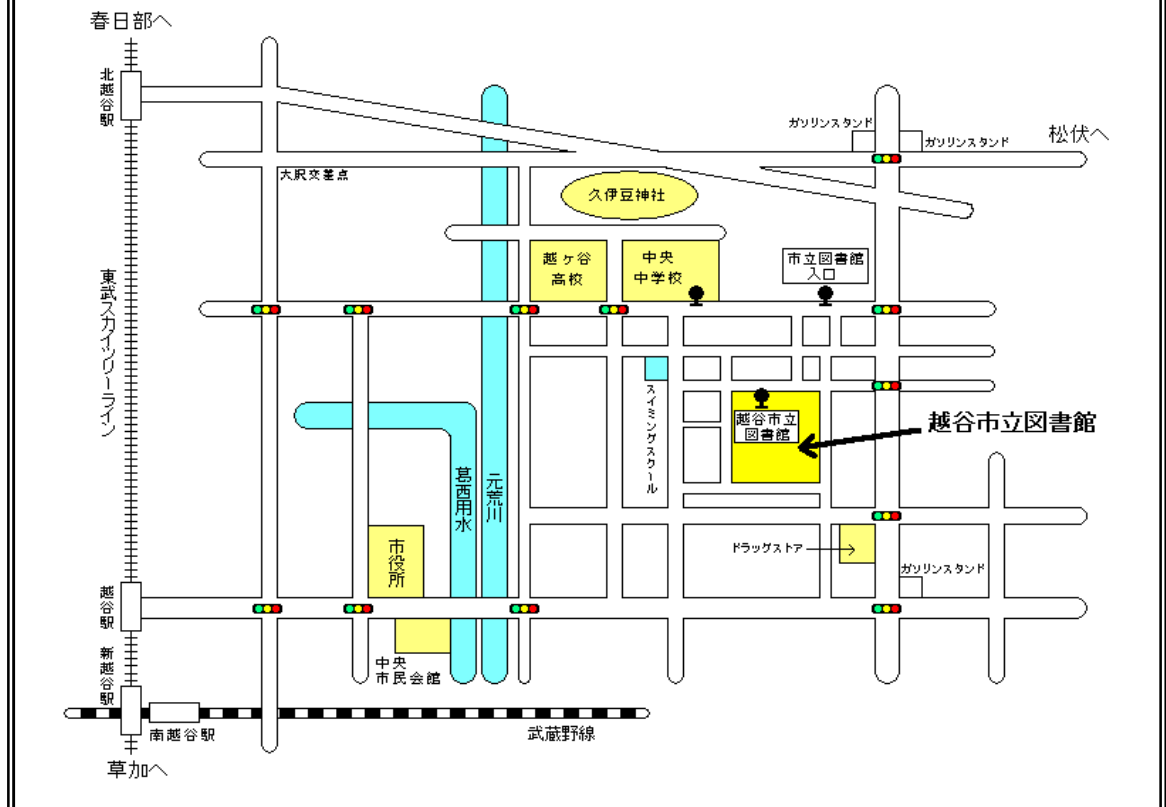 春日部へ
北越谷駅
ガソリンスタンド
ガソリンスタンド
松伏へ
大沢交差点
久伊豆神社
越ヶ谷
高校
中央
中学校
市立図書館
入口
東武スカイツリーライン
スイミングスクール
越谷市立
図書館
越谷市立図書館
葛西用水
元荒川
市役所
ドラッグストア
ガソリンスタンド
越谷駅
新越谷駅
中央
市民会館
南越谷駅
武蔵野線
草加へ